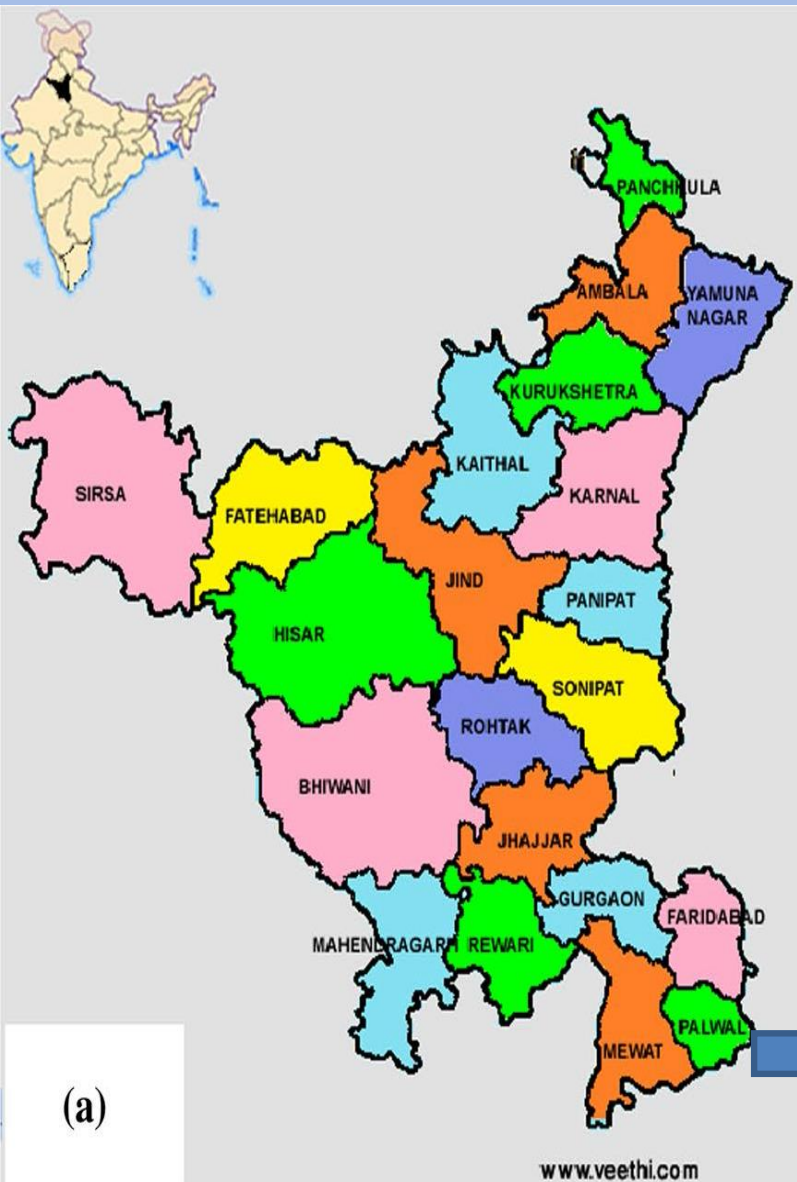 PANCHKULA
AMBALA
YAMUNA
NAGAR
KURUKSHETRA
KAITHAL
KARNAL
SIRSA
FATEHABAD
JIND
PANIPAT
HISAR
SONIPAT
ROHTAK
BHIWANI
JHAJJAR
GURGAON
FARIDABAD
MAHENDRAGARH
REWARI
PALWAL
MEWAT
(a)
www.veethi.com